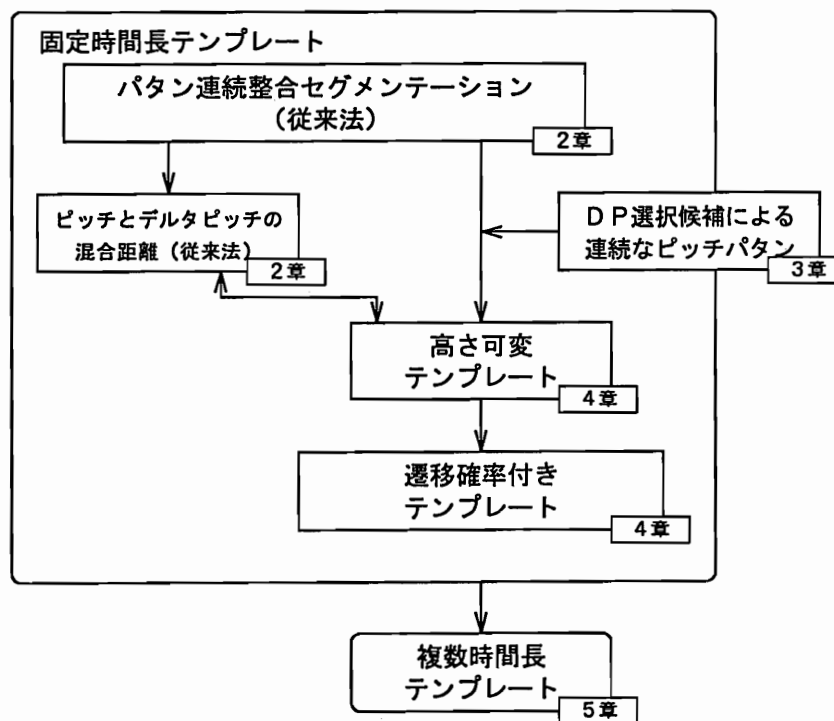 固定時間長テンプレート
パタン連続整合セグメンテーション
(従来法)
2章
ピッチとデルタピッチの
混合距離(従来法)
2章
DP選択候補による
連続なピッチパタン
3章
高さ可変
テンプレート
4章
遷移確率付き
テンプレート
4章
複数時間長
テンプレート
5章